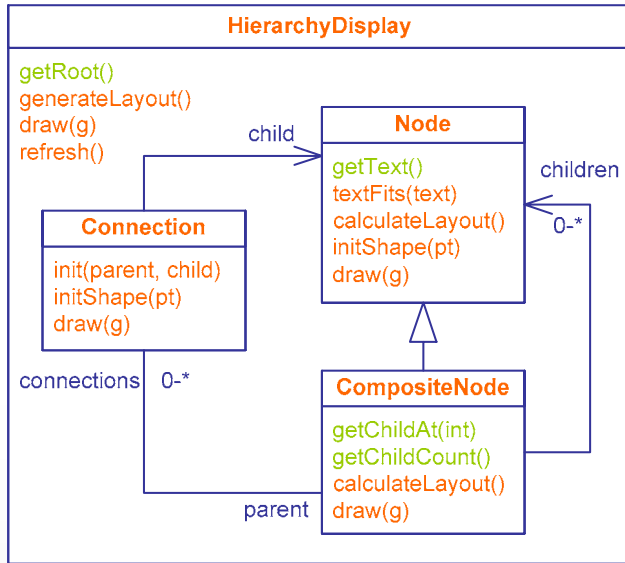 HierarchyDisplay
getRoot()
generateLayout()
draw(g)
refresh()
child
Node
getText()
textFits(text)
calculateLayout()
initShape(pt)
draw(g)
children
0-*
Connection
init(parent, child)
initShape(pt)
draw(g)
connections 0-*
CompositeNode
getChildAt(int)
getChildCount()
calculateLayout()
draw(g)
parent